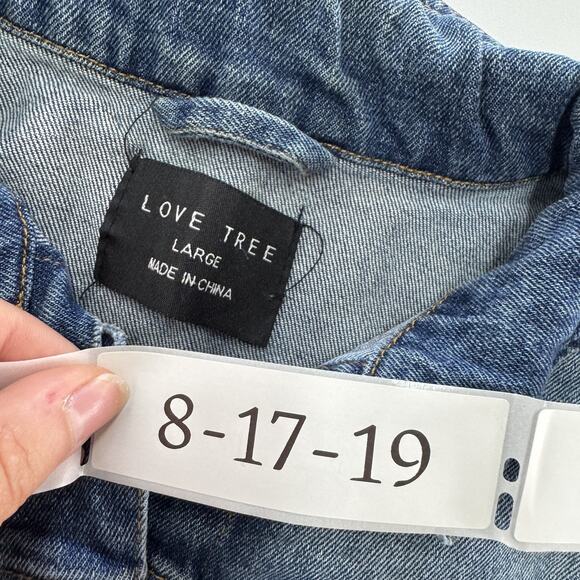 LOVE TREE
LARGE
MADE IN CHINA
8-17-19